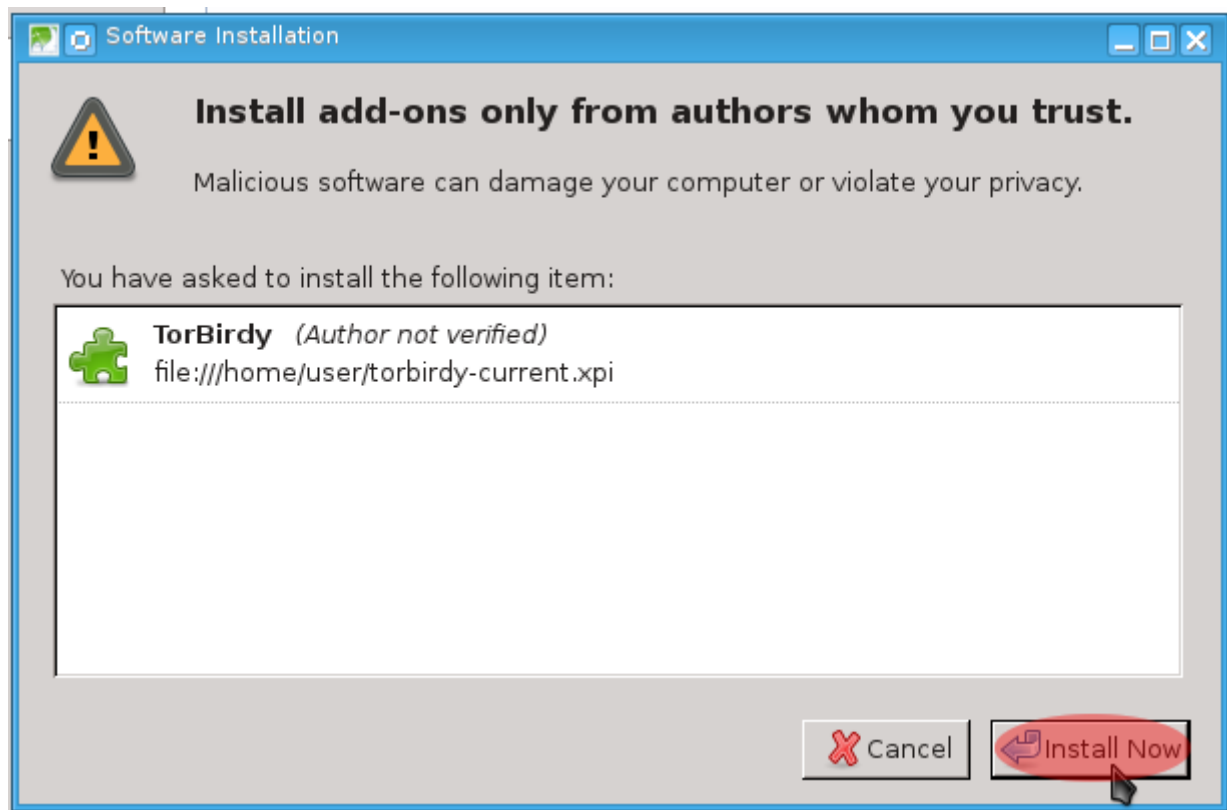 Software Installation
Install add-ons only from authors whom you trust.
Malicious software can damage your computer or violate your privacy.
You have asked to install the following item:
TorBirdy (Author not verified)
file:///home/user/torbirdy-current.xpi
Cancel Install Now